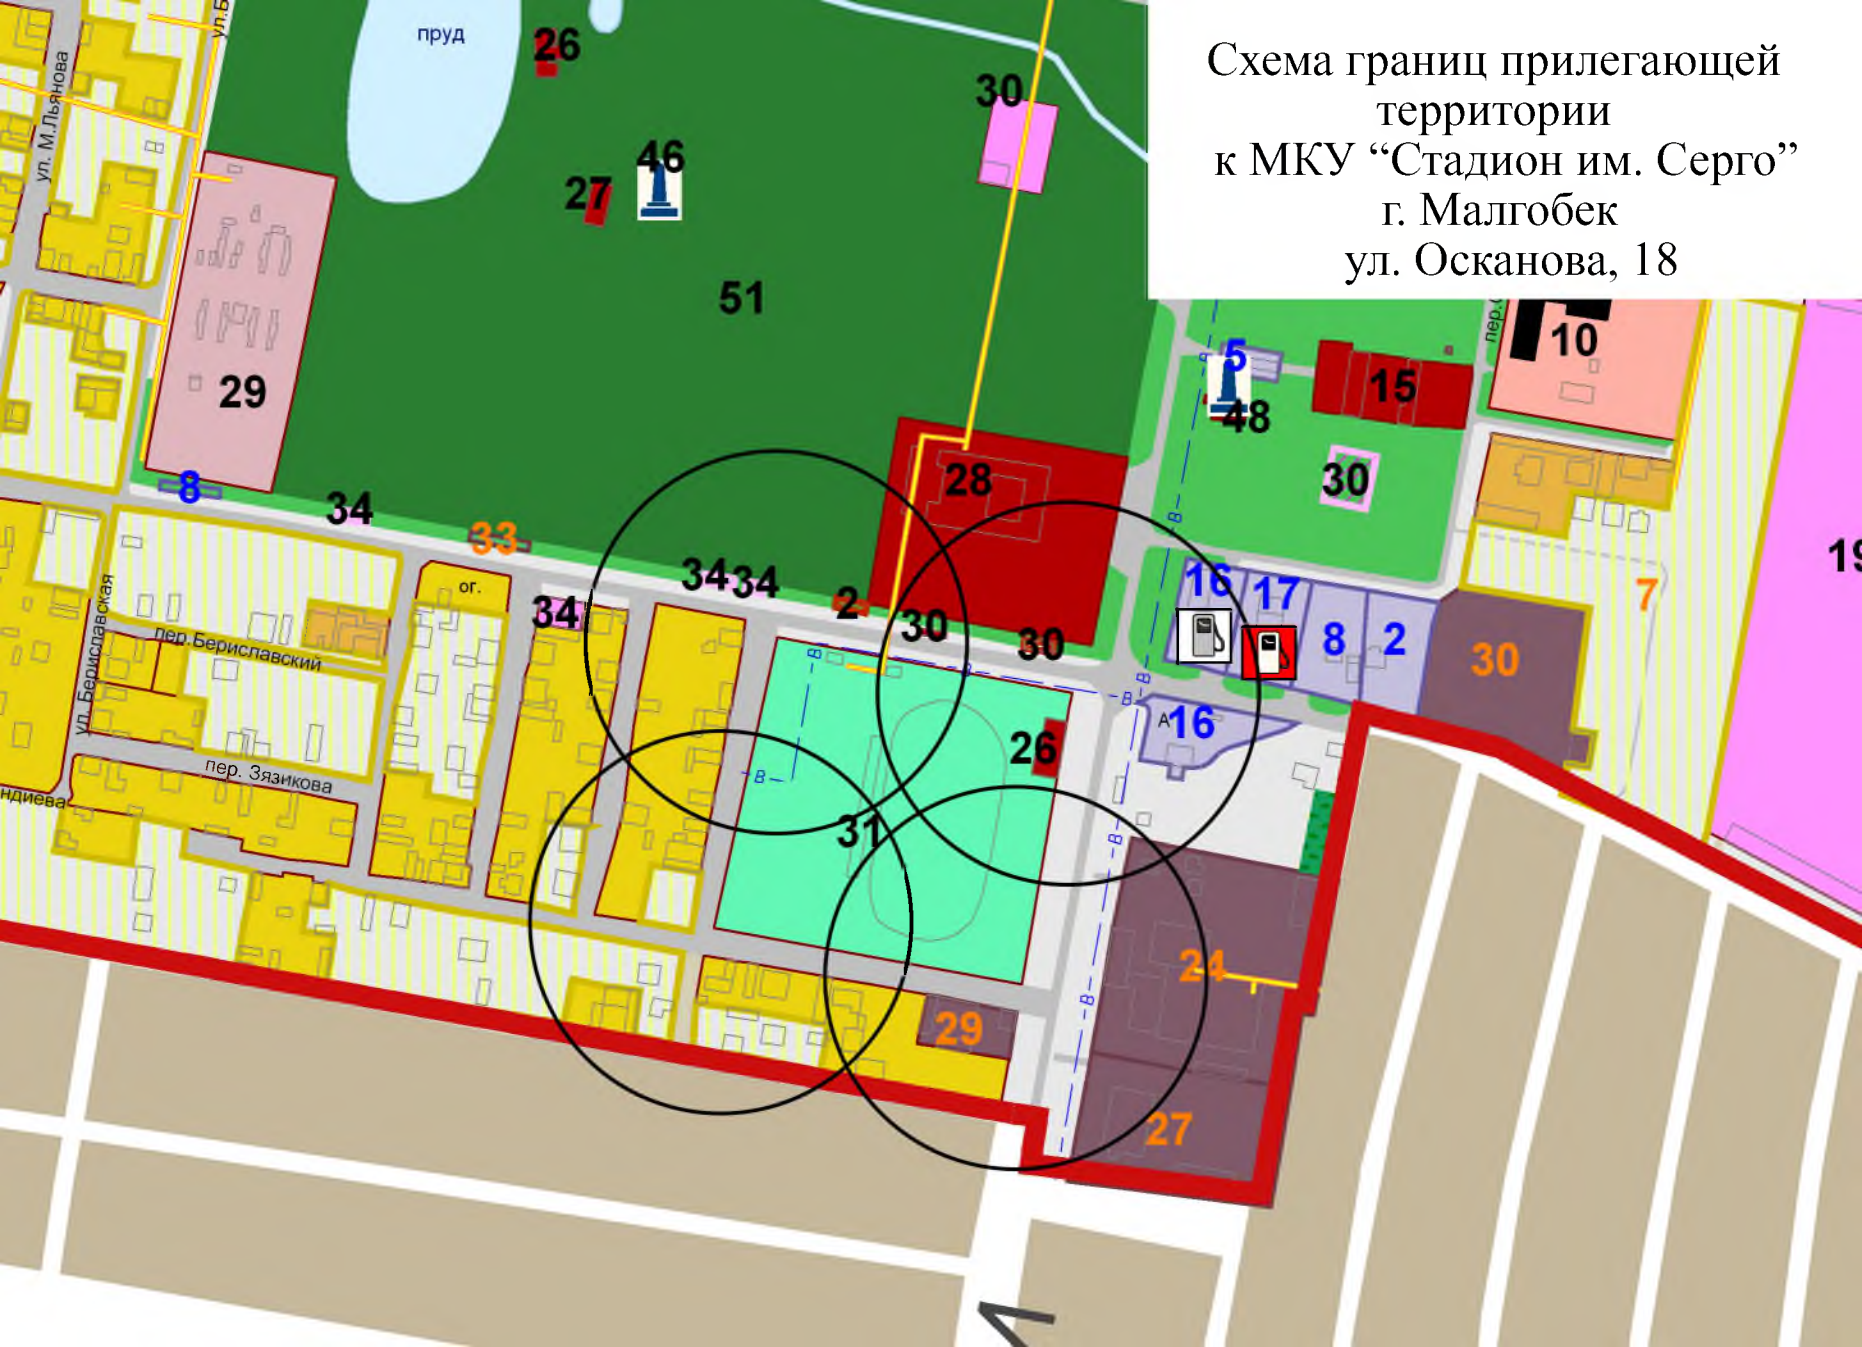 Схема границ прилегающей
территории
к МКУ “Стадион им. Серго”
г. Малгобек
ул. Осканова, 18
пруд
26
30
46
27
51
ул. М.Льянова
29
8
34
33
28
5
48
15
10
30
19
ог.
34
34
34
2
30
30
16
17
8
2
30
7
пер.Бериславский
ул. Бериславская
пер. Зязикова
ндиева
В
В
В
В
В
В
В
В
А
16
26
31
24
29
27